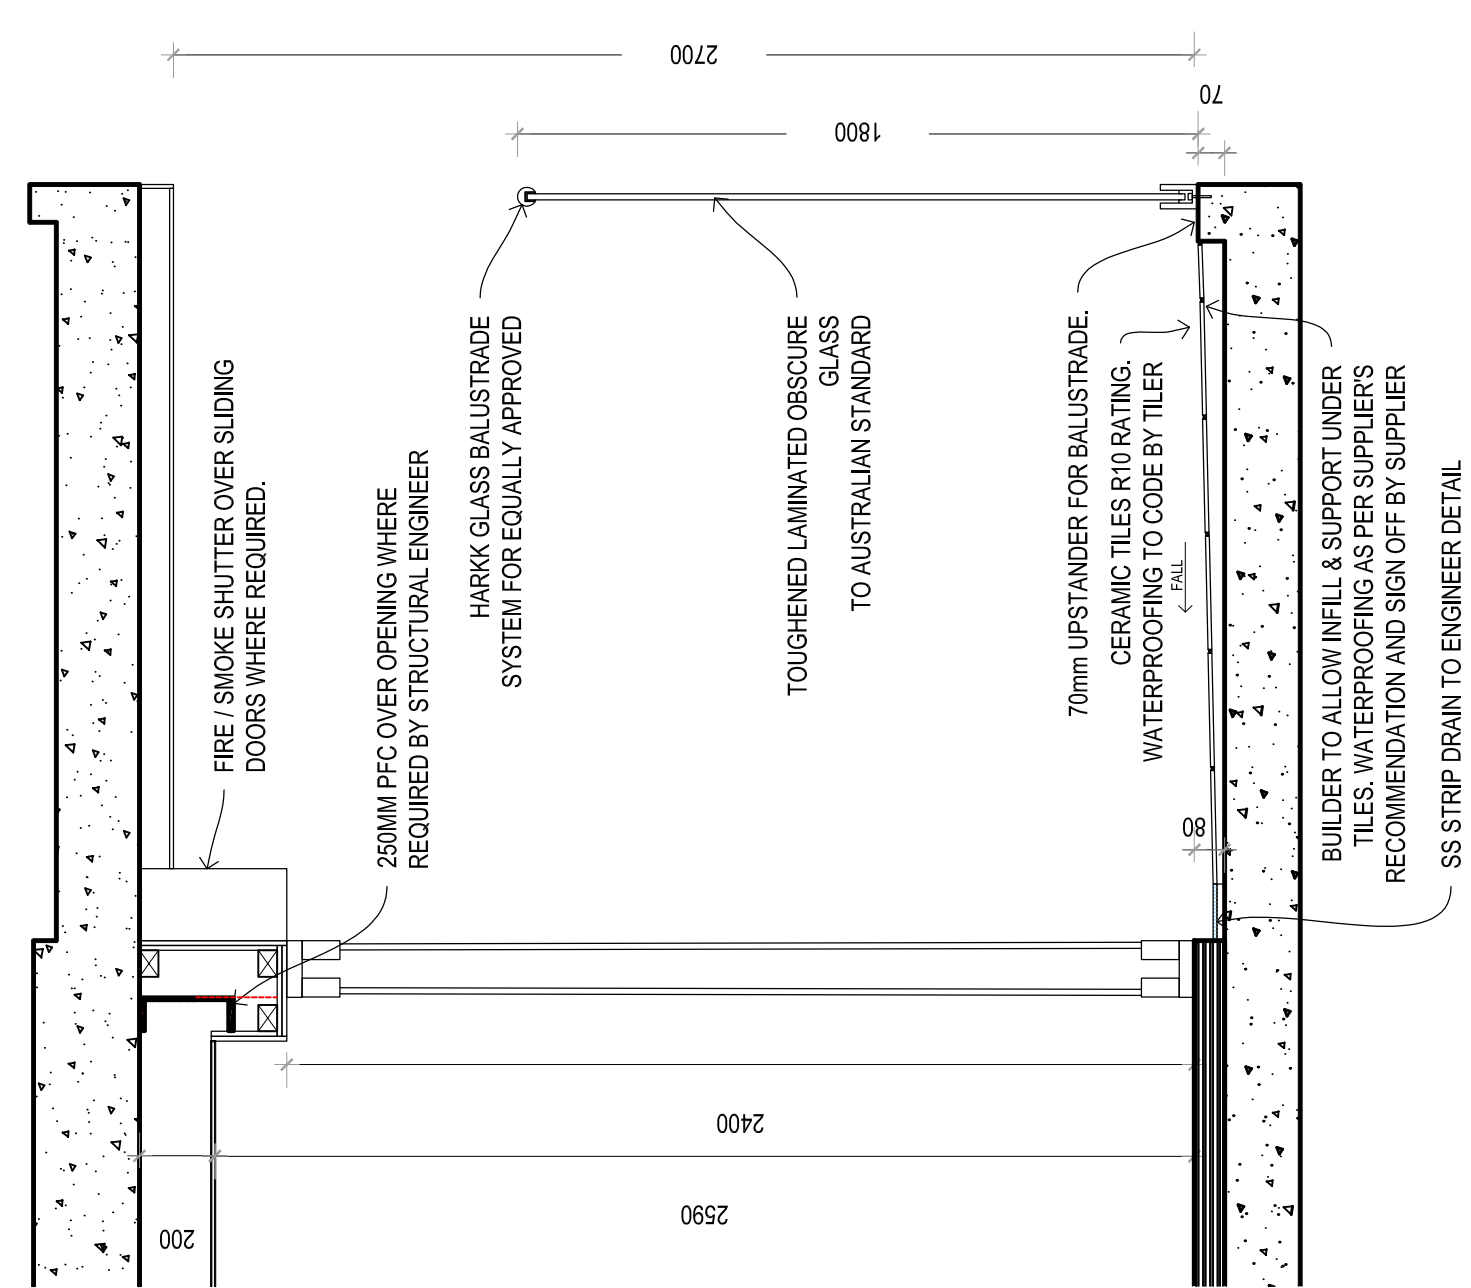 2700
70
1800
FIRE / SMOKE SHUTTER OVER SLIDING
DOORS WHERE REQUIRED.
250MM PFC OVER OPENING WHERE
REQUIRED BY STRUCTURAL ENGINEER
HARKK GLASS BALUSTRADE
SYSTEM FOR EQUALLY APPROVED
TOUGHENED LAMINATED OBSCURE
GLASS
TO AUSTRALIAN STANDARD
70mm UPSTANDER FOR BALUSTRADE.
CERAMIC TILES R10 RATING.
WATERPROOFING TO CODE BY TILER
FALL
80
BUILDER TO ALLOW INFILL & SUPPORT UNDER
TILES. WATERPROOFING AS PER SUPPLIER'S
RECOMMENDATION AND SIGN OFF BY SUPPLIER
SS STRIP DRAIN TO ENGINEER DETAIL
2400
2590
200